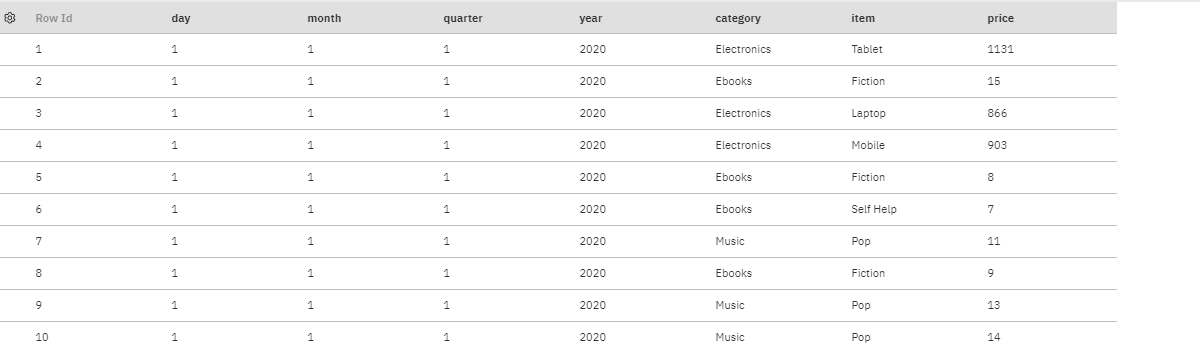 Row Id day month quarter year category item price
1 1 1 1 2020 Electronics Tablet 1131
2 1 1 1 2020 Ebooks Fiction 15
3 1 1 1 2020 Electronics Laptop 866
4 1 1 1 2020 Electronics Mobile 903
5 1 1 1 2020 Ebooks Fiction 8
6 1 1 1 2020 Ebooks Self Help 7
7 1 1 1 2020 Music Pop 11
8 1 1 1 2020 Ebooks Fiction 9
9 1 1 1 2020 Music Pop 13
10 1 1 1 2020 Music Pop 14